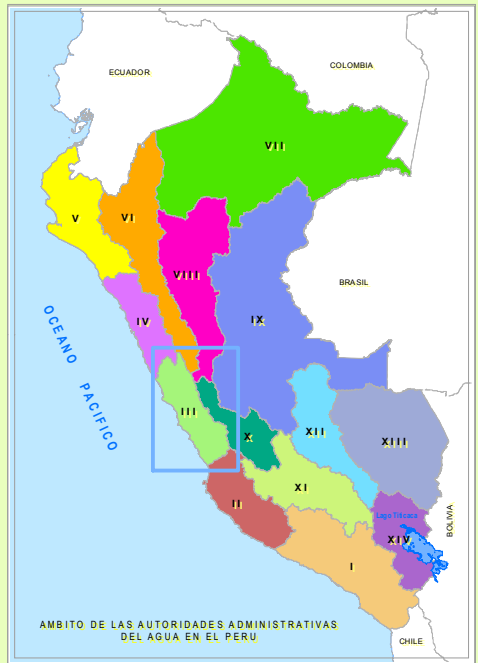 COLOMBIA
ECUADOR
VII
V
VI
VIII
BRASIL
IX
IV
OCEANO PACIFICO
III
X
XII
XIII
XI
II
Lago Titicaca
BOLIVIA
XIV
I
AMBITO DE LAS AUTORIDADES ADMINISTRATIVAS
DEL AGUA EN EL PERU
CHILE